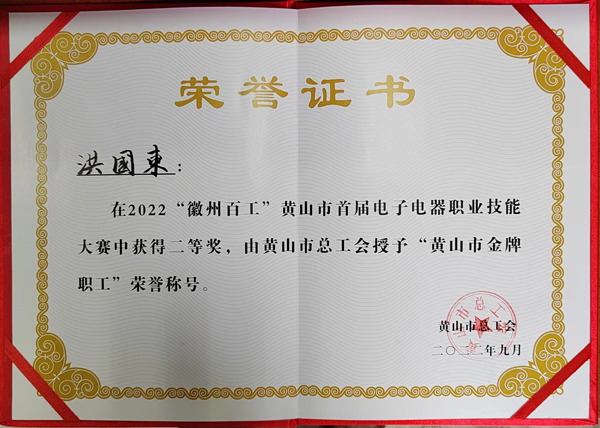 荣誉证书
洪國東：
在2022“徽州百工”黄山市首届电子电器职业技能
大赛中获得二等奖，由黄山市总工会授予“黄山市金牌
职工”荣誉称号。
黄山市总工会
二〇二二年九月